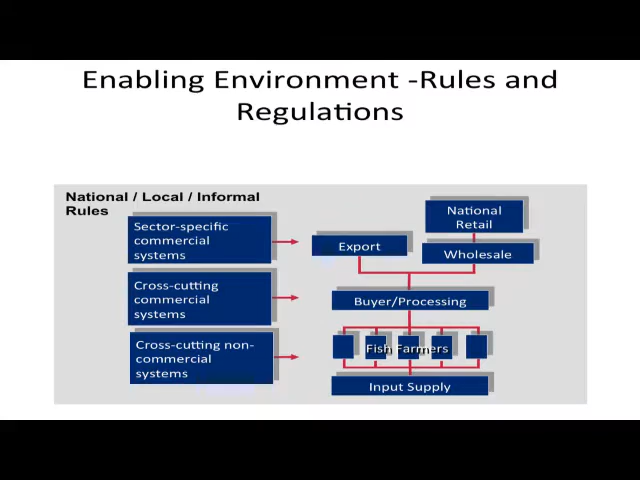 Enabling Environment -Rules and
Regulations
National / Local / Informal
Rules
Sector-specific
commercial
systems
Cross-cutting
commercial
systems
Cross-cutting non-
commercial
systems
National
Retail
Export
Wholesale
Buyer/Processing
Fish Farmers
Input Supply